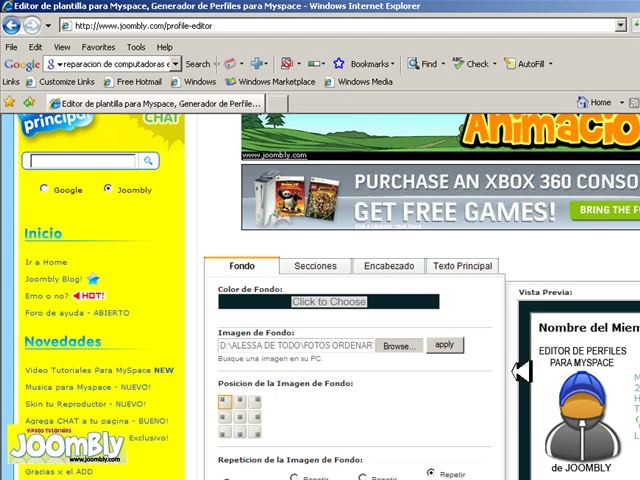 Editor de plantilla para Myspace, Generador de Perfiles para Myspace - Windows Internet Explorer
http://www.joombly.com/profile-editor
File Edit View Favorites Tools Help
Google reparacion de computadoras e Search Bookmarks Find Check AutoFill
Links Customize Links Free Hotmail Windows Windows Marketplace Windows Media
Editor de plantilla para Myspace, Generador de Perfile... Home
principal
CHAT
Animacio
www.joombly.com
PURCHASE AN XBOX 360 CONSO
GET FREE GAMES!
BRING THE FU
Google Joombly
Inicio
Ir a Home
Joombly Blog!
Emo o no? HOT!
Foro de ayuda - ABIERTO
Novedades
Video Tutoriales Para MySpace NEW
Musica para Myspace - NUEVO!
Skin tu Reproductor - NUEVO!
Agrega CHAT a tu pagina - BUENO!
Exclusivo!
VIDEOS TUTORIALES
JOOMBLY
www.joombly.com
Gracias x el ADD
Fondo Secciones Encabezado Texto Principal
Color de Fondo:
Click to Choose
Imagen de Fondo:
D:\ALESSA DE TODO\FOTOS ORDENAR\ Browse... apply
Busque una imagen en su PC.
Posicion de la Imagen de Fondo:
Repeticion de la Imagen de Fondo:
Repetir Repetir Repetir
Vista Previa:
Nombre del Miem
EDITOR DE PERFILES
PARA MYSPACE
de JOOMBLY